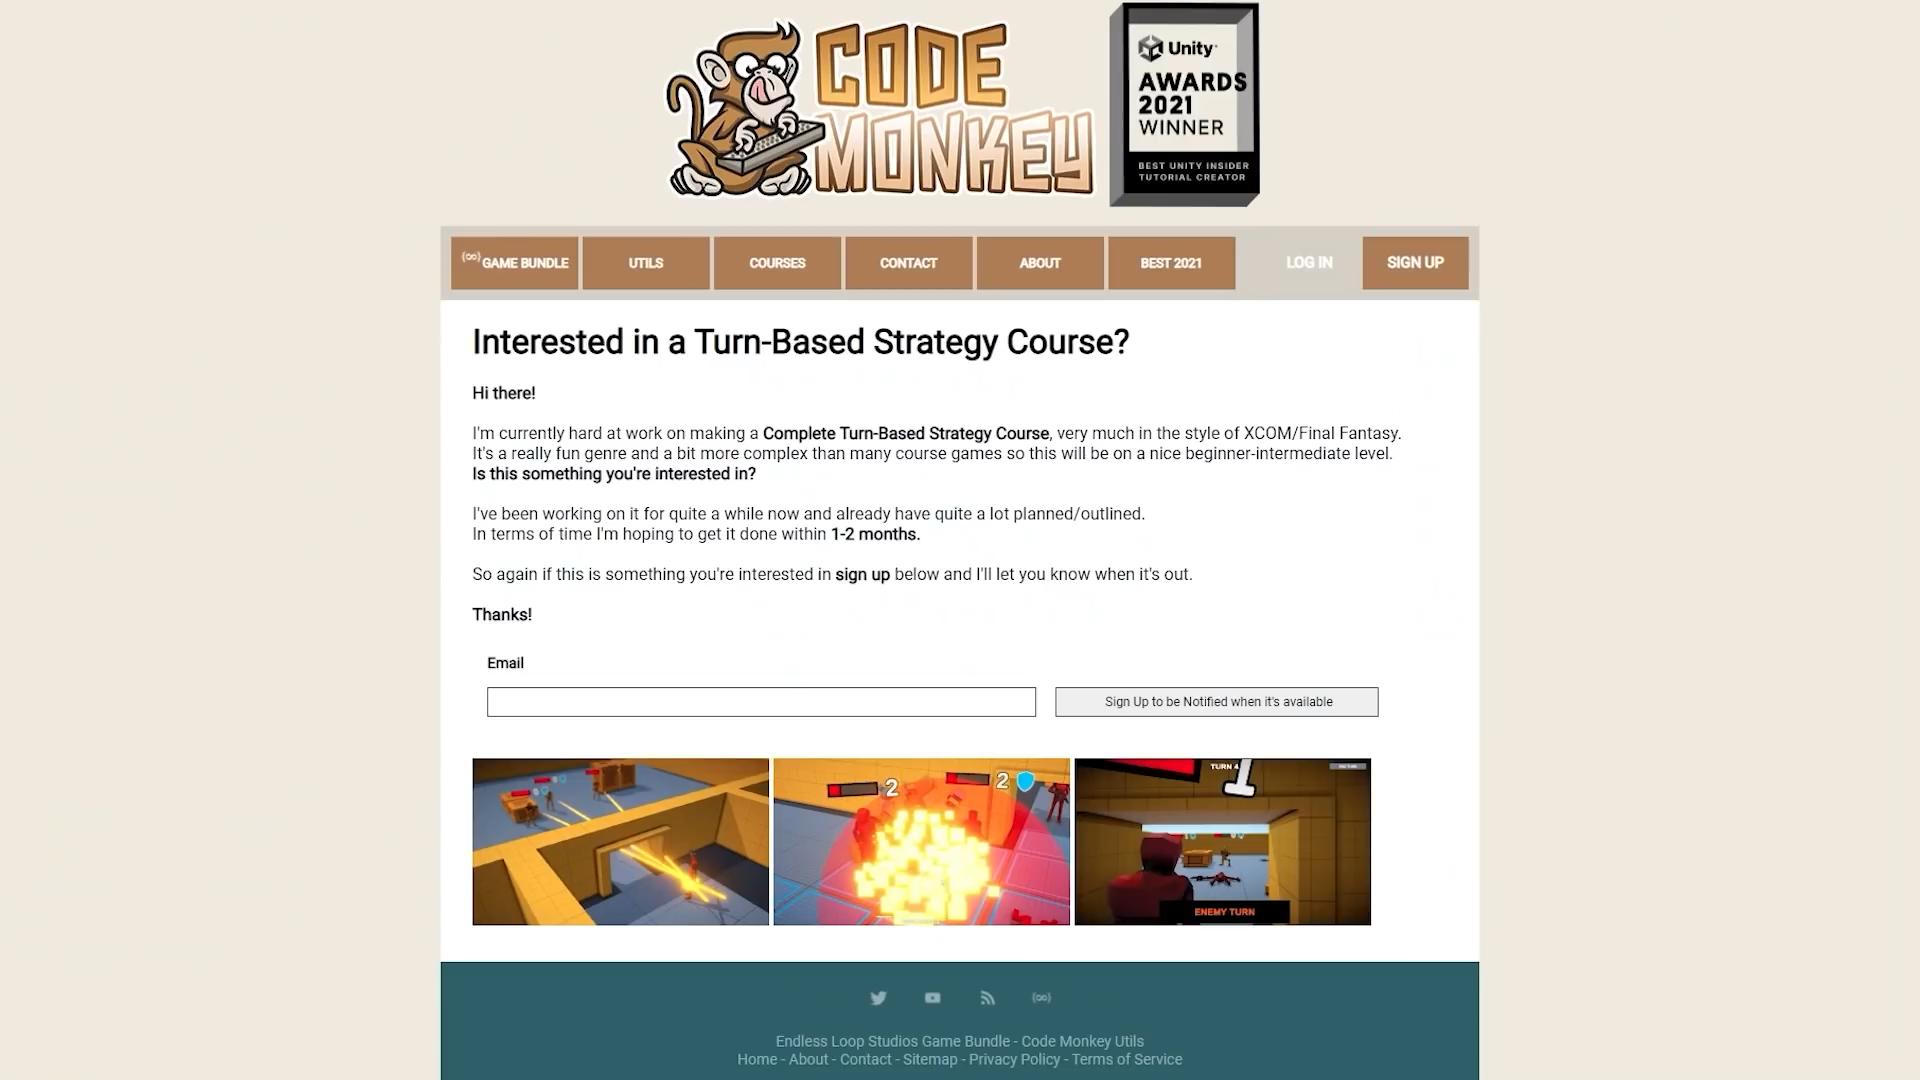 CODE
MONKEY
Unity
AWARDS
2021
WINNER
BEST UNITY INSIDER
TUTORIAL CREATOR
(∞) GAME BUNDLE
UTILS
COURSES
CONTACT
ABOUT
BEST 2021
LOG IN
SIGN UP
Interested in a Turn-Based Strategy Course?
Hi there!
I'm currently hard at work on making a Complete Turn-Based Strategy Course, very much in the style of XCOM/Final Fantasy.
It's a really fun genre and a bit more complex than many course games so this will be on a nice beginner-intermediate level.
Is this something you're interested in?
I've been working on it for quite a while now and already have quite a lot planned/outlined.
In terms of time I'm hoping to get it done within 1-2 months.
So again if this is something you're interested in sign up below and I'll let you know when it's out.
Thanks!
Email
Sign Up to be Notified when it's available
2
2
TURN 4
1
ENEMY TURN
(∞)
Endless Loop Studios Game Bundle - Code Monkey Utils
Home - About - Contact - Sitemap - Privacy Policy - Terms of Service